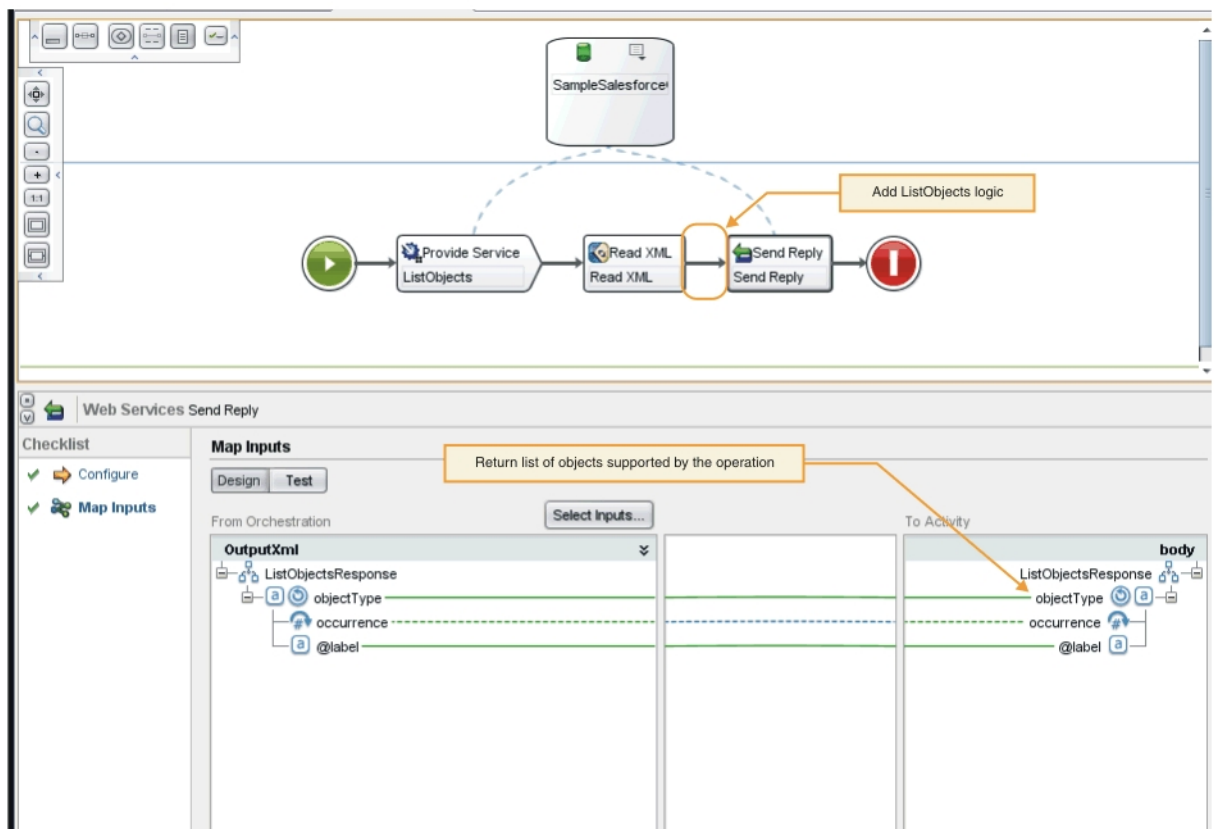 SampleSalesforce
Add ListObjects logic
Provide Service
ListObjects
Read XML
Read XML
Send Reply
Send Reply
-
+
1:1
Web Services Send Reply
Checklist
Configure
Map Inputs
Map Inputs
Return list of objects supported by the operation
Design Test
Select Inputs...
From Orchestration
To Activity
OutputXml
body
ListObjectsResponse
ListObjectsResponse
a objectType
objectType a
# occurrence
occurrence #
a @label
@label a